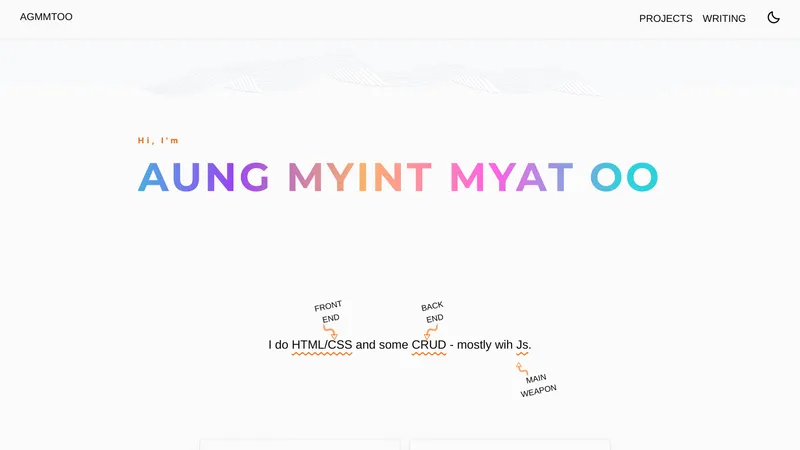 AGMMTOO
PROJECTS WRITING
Hi, I'm
AUNG MYINT MYAT OO
FRONT
END
BACK
END
I do HTML/CSS and some CRUD - mostly wih Js.
MAIN
WEAPON